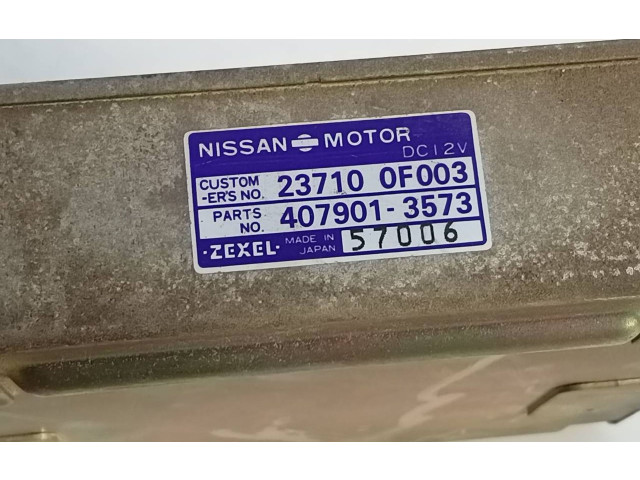 NISSAN MOTOR
DC12V
CUSTOM -ER'S NO. 23710 0F003
PARTS NO. 407901-3573
·ZEXEL· MADE IN JAPAN 57006